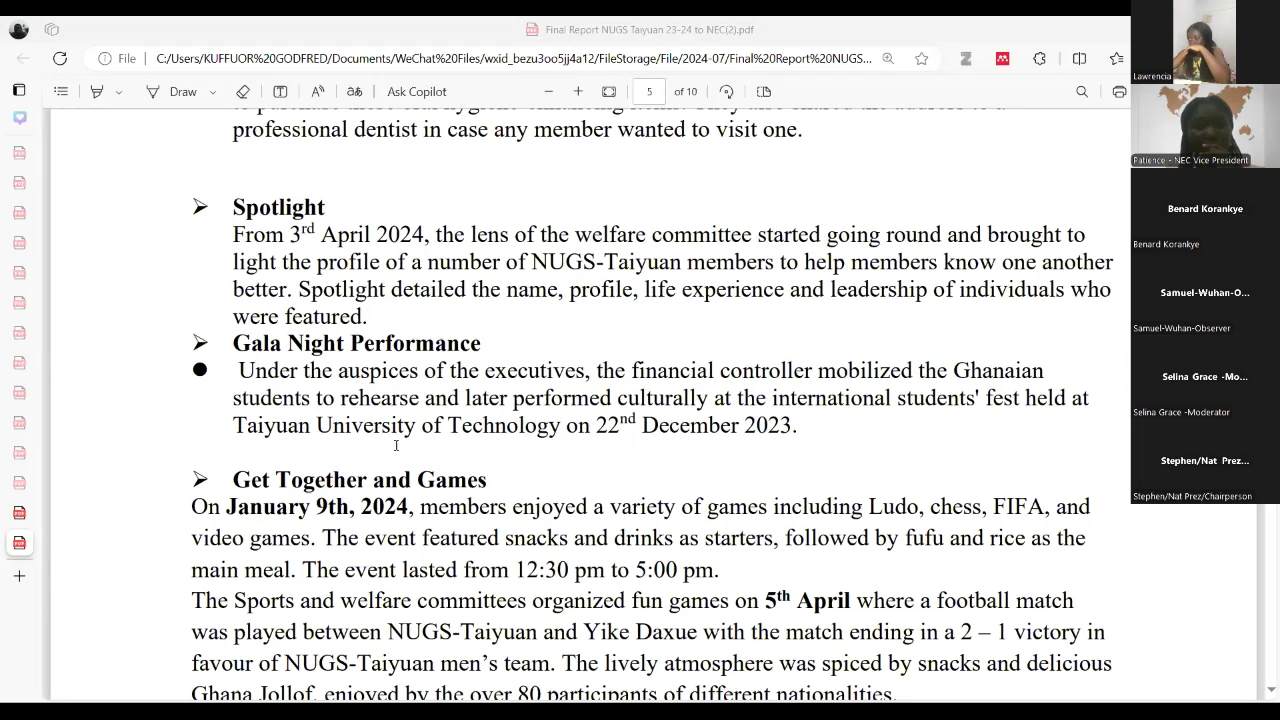 Final Report NUGS Taiyuan 23-24 to NEC(2).pdf
File
C:/Users/KUFFUOR%20GODFRED/Documents/WeChat%20Files/wxid_bezu3oo5jj4a12/FileStorage/File/2024-07/Final%20Report%20NUGS...
Draw
Ask Copilot
5 of 10
professional dentist in case any member wanted to visit one.
Spotlight
From 3rd April 2024, the lens of the welfare committee started going round and brought to
light the profile of a number of NUGS-Taiyuan members to help members know one another
better. Spotlight detailed the name, profile, life experience and leadership of individuals who
were featured.
Gala Night Performance
Under the auspices of the executives, the financial controller mobilized the Ghanaian
students to rehearse and later performed culturally at the international students' fest held at
Taiyuan University of Technology on 22nd December 2023.
Get Together and Games
On January 9th, 2024, members enjoyed a variety of games including Ludo, chess, FIFA, and
video games. The event featured snacks and drinks as starters, followed by fufu and rice as the
main meal. The event lasted from 12:30 pm to 5:00 pm.
The Sports and welfare committees organized fun games on 5th April where a football match
was played between NUGS-Taiyuan and Yike Daxue with the match ending in a 2 – 1 victory in
favour of NUGS-Taiyuan men’s team. The lively atmosphere was spiced by snacks and delicious
Ghana Jollof, enjoyed by the over 80 participants of different nationalities.
Lawrencia
Patience - NEC Vice President
Benard Korankye
Benard Korankye
Samuel-Wuhan-O...
Samuel-Wuhan-Observer
Selina Grace -Mo...
Selina Grace -Moderator
Stephen/Nat Prez...
Stephen/Nat Prez/Chairperson